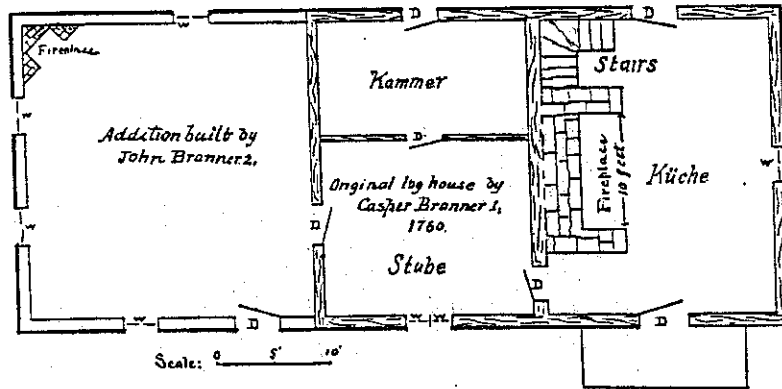 W
D
D
Fireplace
Kammer
Stairs
W
Addition built by
John Branner 2.
D
Fireplace
10 feet
W
Küche
Original log house by
Casper Branner 1,
1760.
W
D
Stube
D
W
D
W W
D
Scale: 0 5' 10'